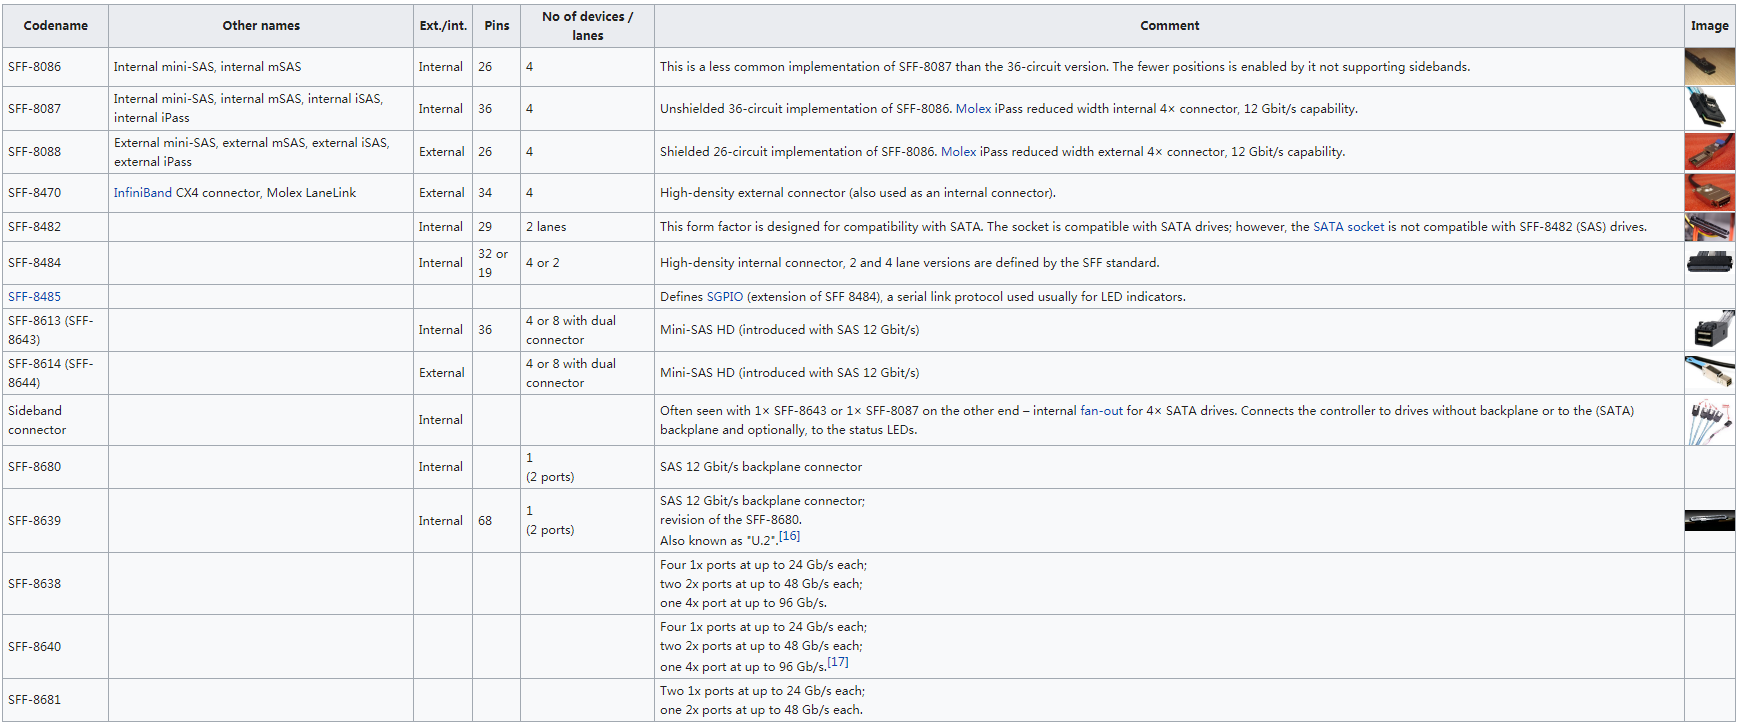 Codename Other names Ext./int. Pins No of devices / lanes Comment Image
SFF-8086 Internal mini-SAS, internal mSAS Internal 26 4 This is a less common implementation of SFF-8087 than the 36-circuit version. The fewer positions is enabled by it not supporting sidebands.
SFF-8087 Internal mini-SAS, internal mSAS, internal iSAS,
internal iPass Internal 36 4 Unshielded 36-circuit implementation of SFF-8086. Molex iPass reduced width internal 4× connector, 12 Gbit/s capability.
SFF-8088 External mini-SAS, external mSAS, external iSAS,
external iPass External 26 4 Shielded 26-circuit implementation of SFF-8086. Molex iPass reduced width external 4× connector, 12 Gbit/s capability.
SFF-8470 InfiniBand CX4 connector, Molex LaneLink External 34 4 High-density external connector (also used as an internal connector).
SFF-8482 Internal 29 2 lanes This form factor is designed for compatibility with SATA. The socket is compatible with SATA drives; however, the SATA socket is not compatible with SFF-8482 (SAS) drives.
SFF-8484 Internal 32 or
19 4 or 2 High-density internal connector, 2 and 4 lane versions are defined by the SFF standard.
SFF-8485 Defines SGPIO (extension of SFF 8484), a serial link protocol used usually for LED indicators.
SFF-8613 (SFF-
8643) Internal 36 4 or 8 with dual
connector Mini-SAS HD (introduced with SAS 12 Gbit/s)
SFF-8614 (SFF-
8644) External 4 or 8 with dual
connector Mini-SAS HD (introduced with SAS 12 Gbit/s)
Sideband
connector Internal Often seen with 1× SFF-8643 or 1× SFF-8087 on the other end – internal fan-out for 4× SATA drives. Connects the controller to drives without backplane or to the (SATA)
backplane and optionally, to the status LEDs.
SFF-8680 Internal 1
(2 ports) SAS 12 Gbit/s backplane connector
SFF-8639 Internal 68 1
(2 ports) SAS 12 Gbit/s backplane connector;
revision of the SFF-8680.
Also known as "U.2".[16]
SFF-8638 Four 1x ports at up to 24 Gb/s each;
two 2x ports at up to 48 Gb/s each;
one 4x port at up to 96 Gb/s.
SFF-8640 Four 1x ports at up to 24 Gb/s each;
two 2x ports at up to 48 Gb/s each;
one 4x port at up to 96 Gb/s.[17]
SFF-8681 Two 1x ports at up to 24 Gb/s each;
one 2x ports at up to 48 Gb/s each.